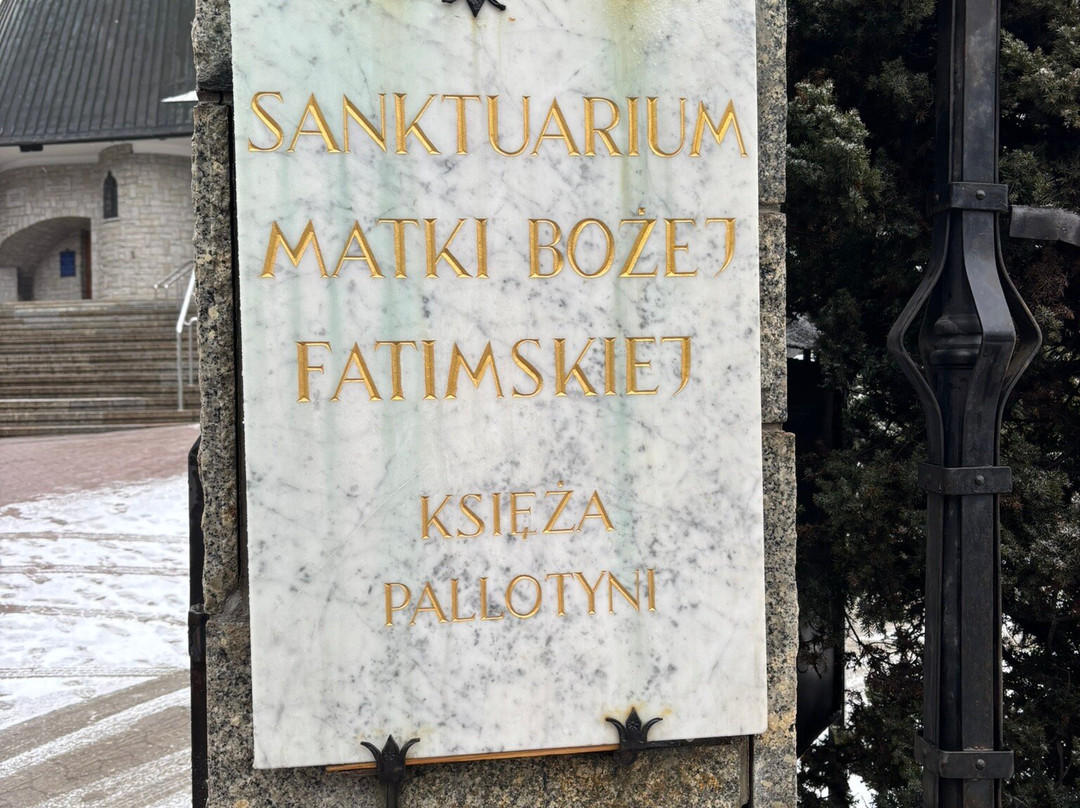 SANKTUARIUM
MATKI BOŻEJ
FATIMSKIEJ
KSIĘŻA
PALLOTYNI